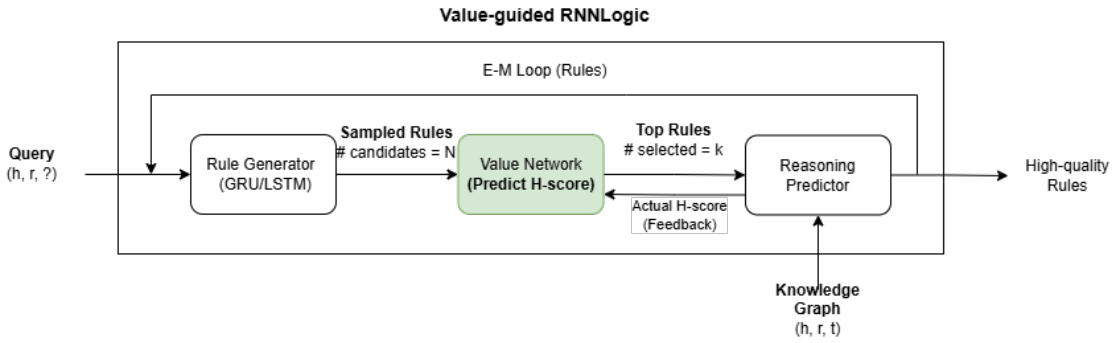 Value-guided RNNLogic
E-M Loop (Rules)
Query
(h, r, ?)
Rule Generator
(GRU/LSTM)
Sampled Rules
# candidates = N
Value Network
(Predict H-score)
Top Rules
# selected = k
Actual H-score
(Feedback)
Reasoning
Predictor
High-quality
Rules
Knowledge
Graph
(h, r, t)